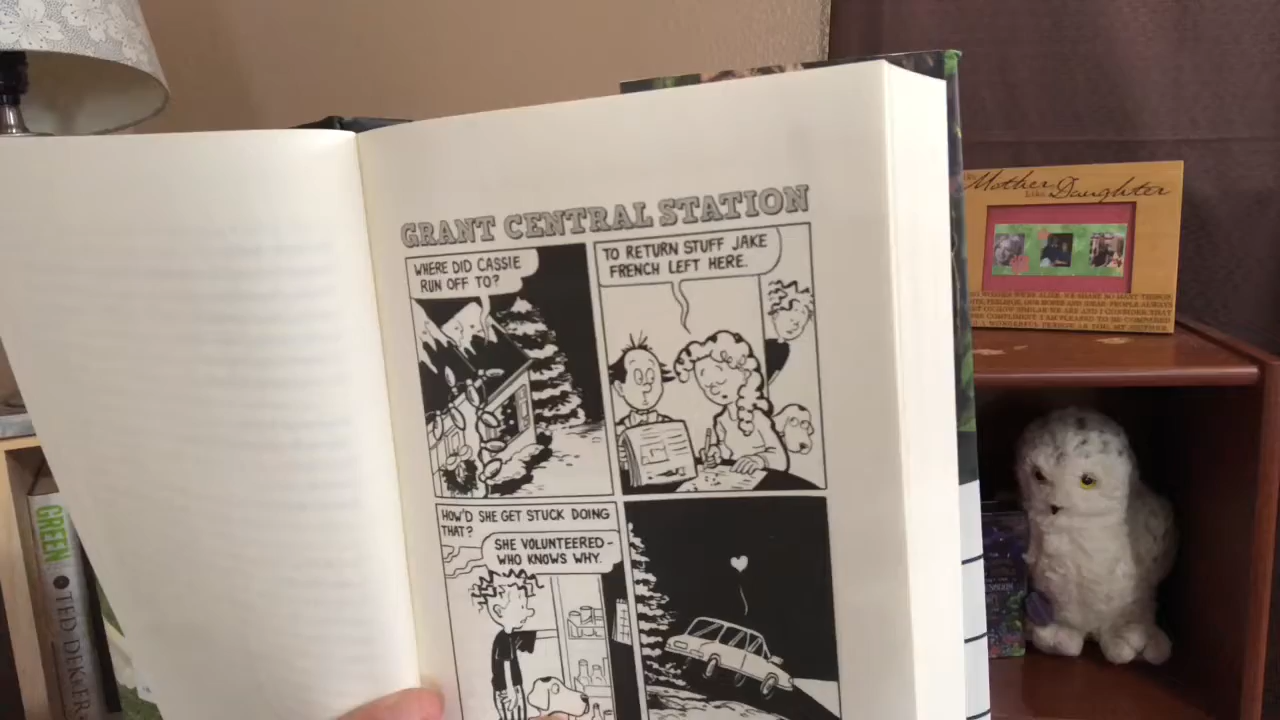 GRANT CENTRAL STATION
WHERE DID CASSIE
RUN OFF TO?
TO RETURN STUFF JAKE
FRENCH LEFT HERE.
HOW'D SHE GET STUCK DOING
THAT?
SHE VOLUNTEERED-
WHO KNOWS WHY.
Mother
Like Daughter
GREEN
TED DEKKER